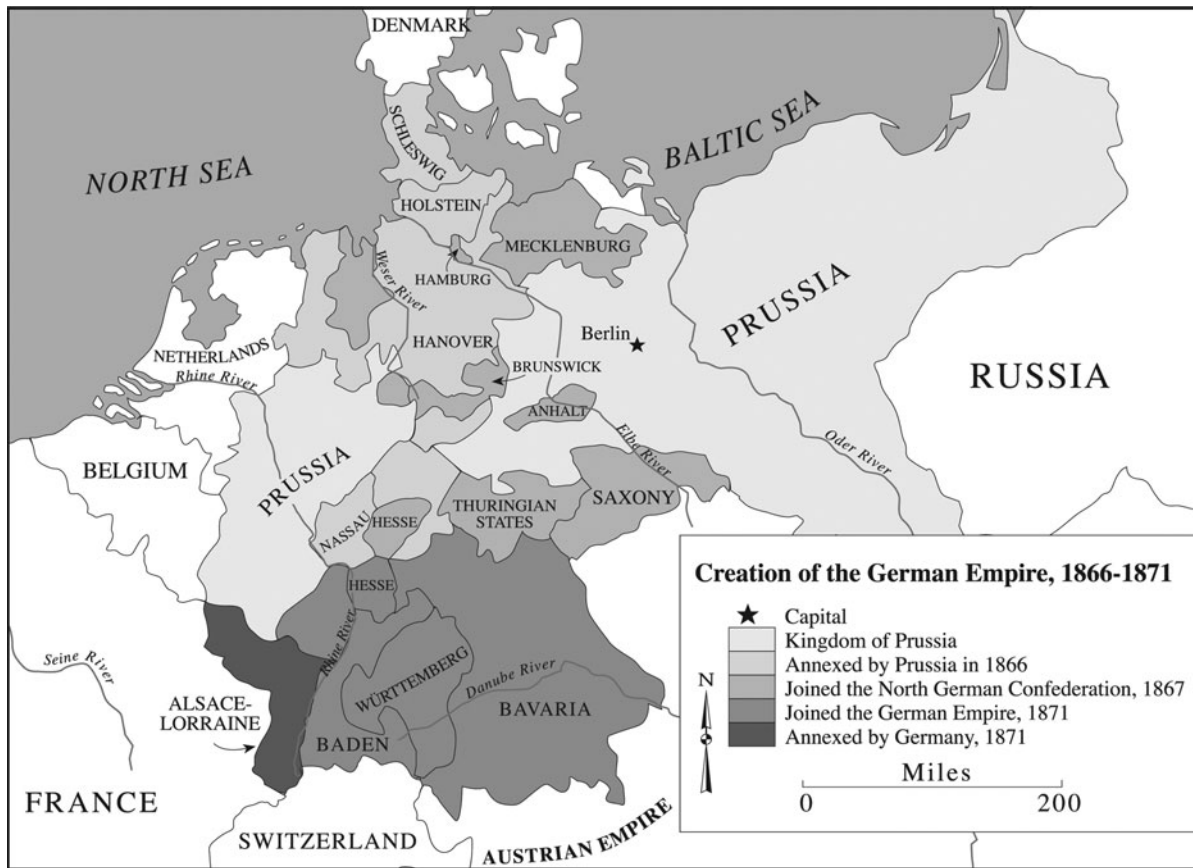 DENMARK
NORTH SEA
BALTIC SEA
SCHLESWIG
HOLSTEIN
MECKLENBURG
HAMBURG
Weser River
PRUSSIA
Berlin
HANOVER
NETHERLANDS
BRUNSWICK
Rhine River
RUSSIA
ANHALT
Elba River
Oder River
BELGIUM
PRUSSIA
SAXONY
THURINGIAN
STATES
NASSAU
HESSE
HESSE
Rhine River
Seine River
WÜRTTEMBERG
Danube River
ALSACE-
LORRAINE
BAVARIA
BADEN
FRANCE
SWITZERLAND
AUSTRIAN EMPIRE
Creation of the German Empire, 1866-1871
Capital
Kingdom of Prussia
Annexed by Prussia in 1866
Joined the North German Confederation, 1867
Joined the German Empire, 1871
Annexed by Germany, 1871
N
Miles
0 200